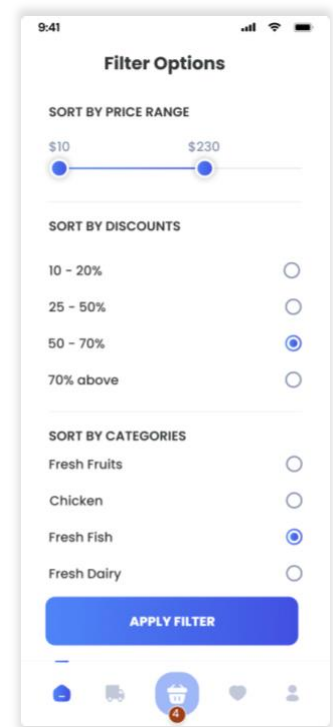 9:41
Filter Options
SORT BY PRICE RANGE
$10 $230
SORT BY DISCOUNTS
10 - 20%
25 - 50%
50 - 70%
70% above
SORT BY CATEGORIES
Fresh Fruits
Chicken
Fresh Fish
Fresh Dairy
APPLY FILTER
4